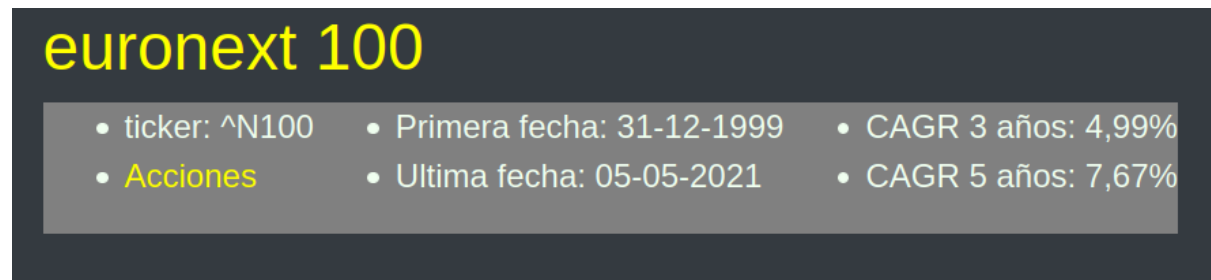 euronext 100
ticker: ^N100
Acciones
Primera fecha: 31-12-1999
Ultima fecha: 05-05-2021
CAGR 3 años: 4,99%
CAGR 5 años: 7,67%